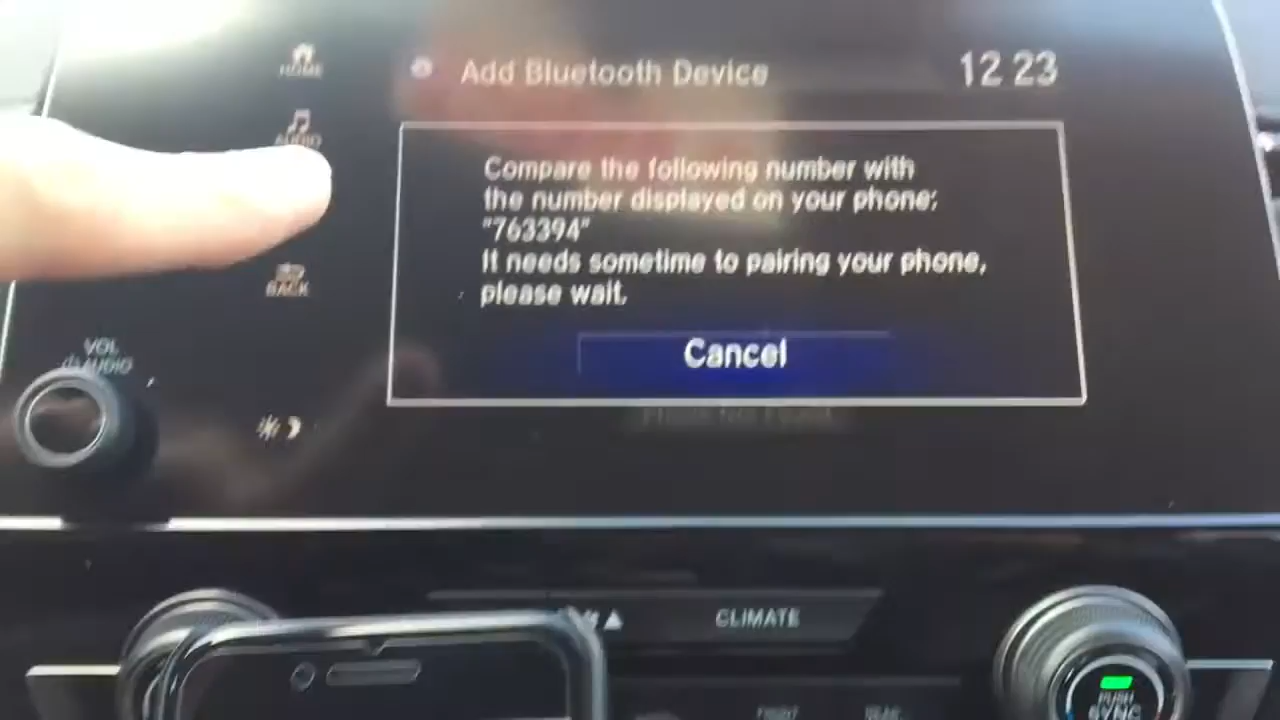 HOME
Add Bluetooth Device
12 23
AUDIO
Compare the following number with
the number displayed on your phone:
"763394"
It needs sometime to pairing your phone,
please wait.
BACK
Cancel
VOL
AUDIO
CLIMATE
PUSH
SYNC